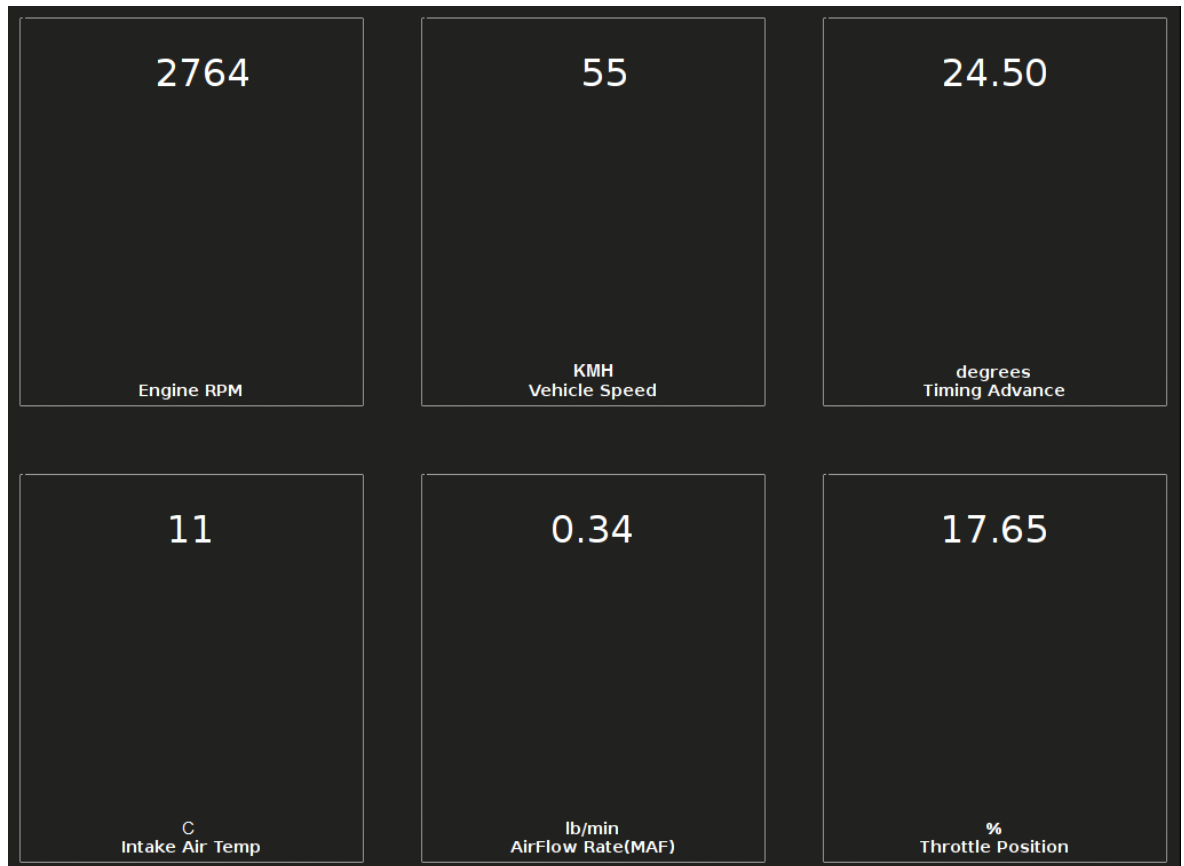 2764
Engine RPM
55
KMH
Vehicle Speed
24.50
degrees
Timing Advance
11
C
Intake Air Temp
0.34
lb/min
AirFlow Rate(MAF)
17.65
%
Throttle Position